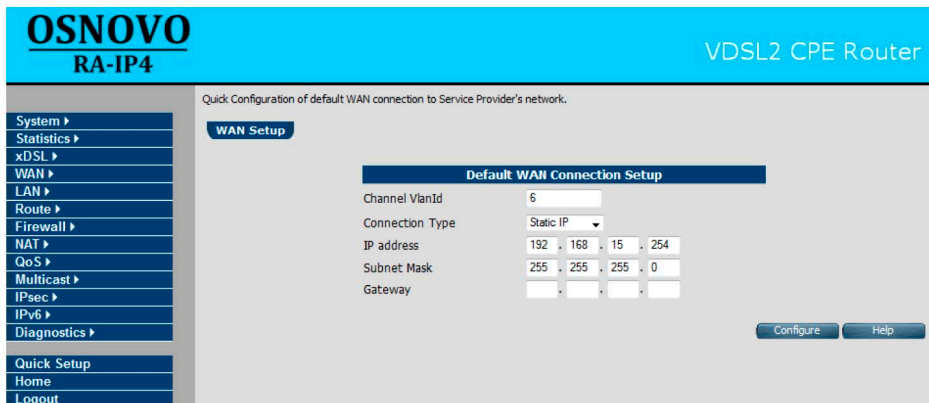 OSNOVO
RA-IP4
VDSL2 CPE Router
Quick Configuration of default WAN connection to Service Provider's network.
System
Statistics
xDSL
WAN
LAN
Route
Firewall
NAT
QoS
Multicast
IPsec
IPv6
Diagnostics
Quick Setup
Home
Logout
WAN Setup
Default WAN Connection Setup
Channel VlanId 6
Connection Type Static IP
IP address 192 . 168 . 15 . 254
Subnet Mask 255 . 255 . 255 . 0
Gateway . . .
Configure Help